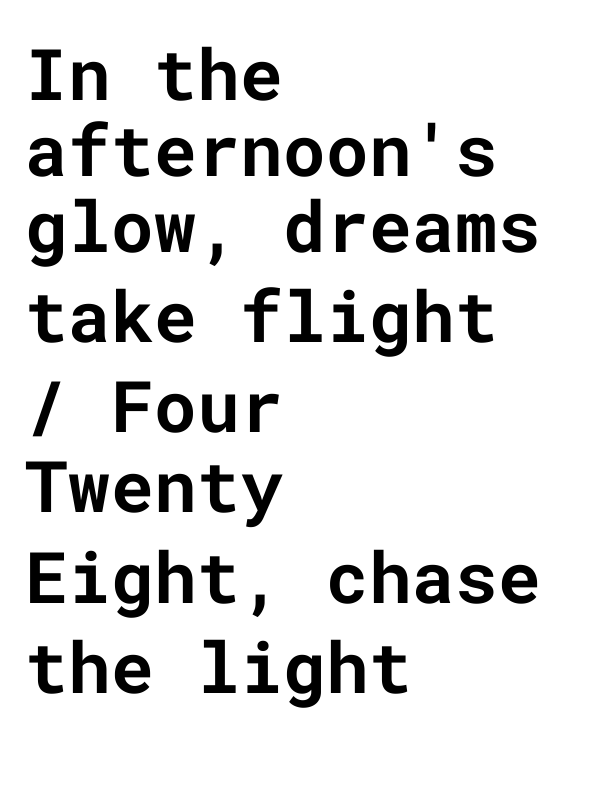 In the
afternoon's
glow, dreams
take flight
/ Four
Twenty
Eight, chase
the light